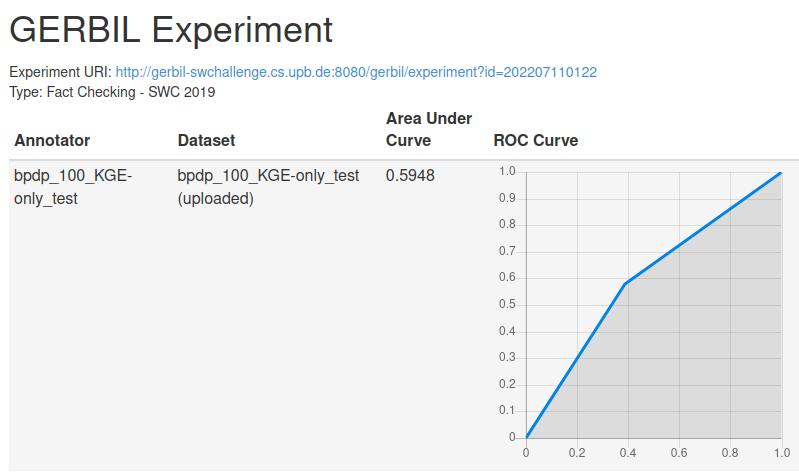 GERBIL Experiment
Experiment URI: http://gerbil-swchallenge.cs.upb.de:8080/gerbil/experiment?id=202207110122
Type: Fact Checking - SWC 2019
Annotator Dataset Area Under Curve ROC Curve
bpdp_100_KGE-only_test bpdp_100_KGE-only_test (uploaded) 0.5948
1.0
0.9
0.8
0.7
0.6
0.5
0.4
0.3
0.2
0.1
0
0 0.2 0.4 0.6 0.8 1.0